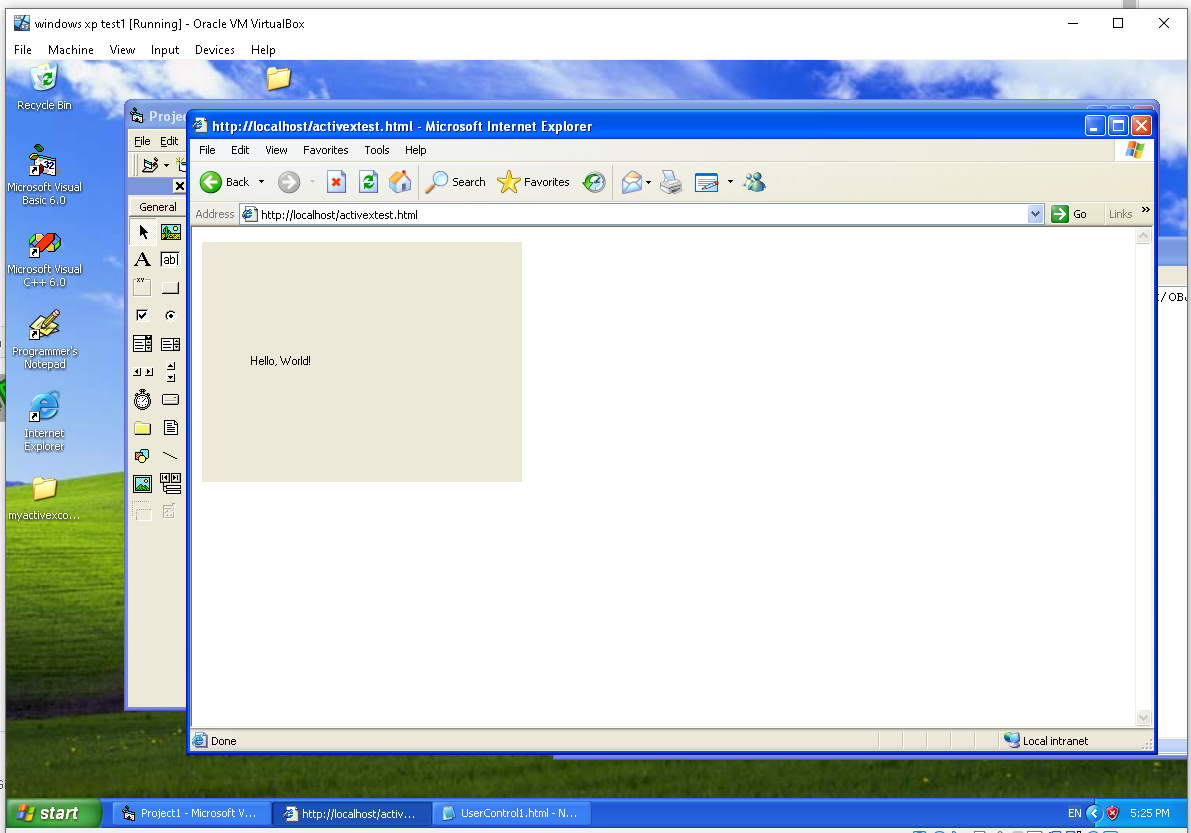 windows xp test1 [Running] - Oracle VM VirtualBox
File Machine View Input Devices Help
Recycle Bin
Microsoft Visual
Basic 6.0
Microsoft Visual
C++ 6.0
Programmer's
Notepad
Internet
Explorer
myactivexco...
Projec
File Edit
General
A
ab|
xy
http://localhost/activextest.html - Microsoft Internet Explorer
File Edit View Favorites Tools Help
Back Search Favorites
Address http://localhost/activextest.html Go Links »
Hello, World!
Done Local intranet
start Project1 - Microsoft V... http://localhost/activ... UserControl1.html - N... EN 5:25 PM